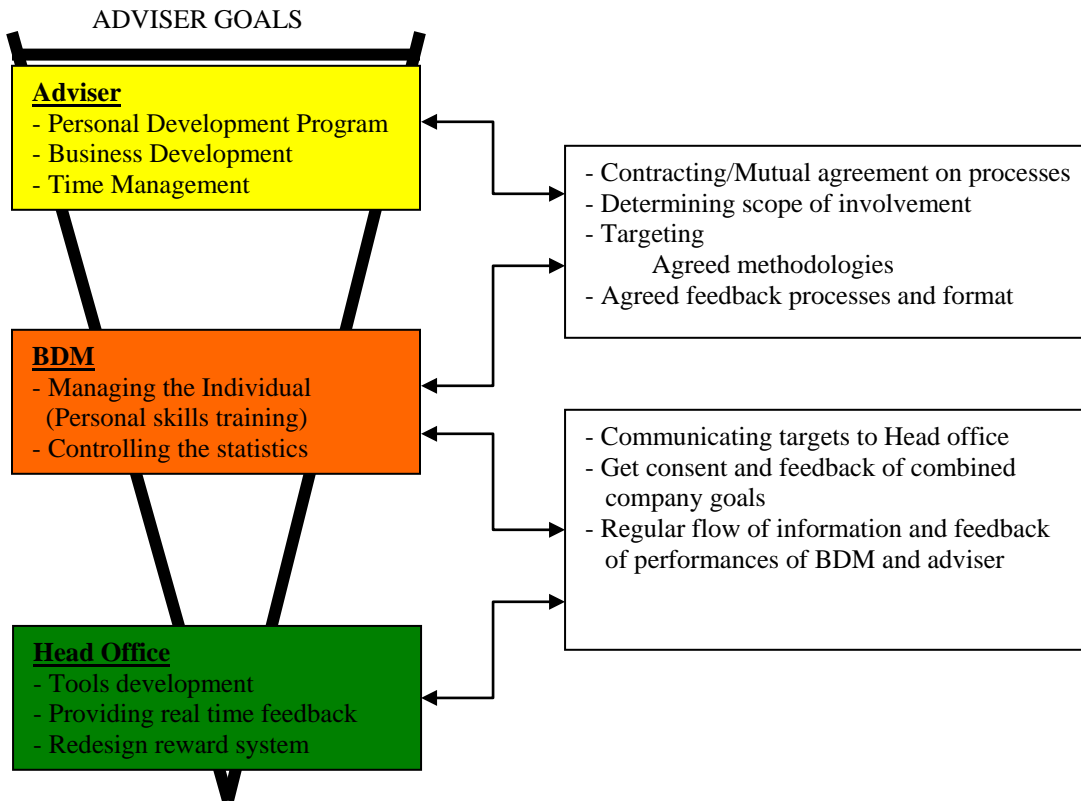 ADVISER GOALS
Adviser
- Personal Development Program
- Business Development
- Time Management
- Contracting/Mutual agreement on processes
- Determining scope of involvement
- Targeting
Agreed methodologies
- Agreed feedback processes and format
BDM
- Managing the Individual
(Personal skills training)
- Controlling the statistics
- Communicating targets to Head office
- Get consent and feedback of combined
company goals
- Regular flow of information and feedback
of performances of BDM and adviser
Head Office
- Tools development
- Providing real time feedback
- Redesign reward system